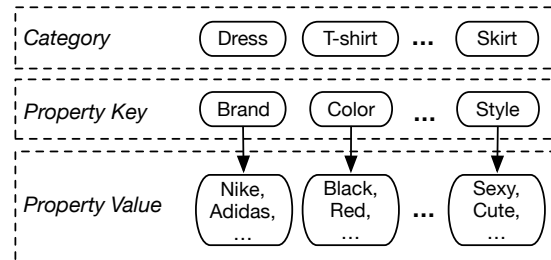 Category Dress T-shirt ... Skirt
Property Key Brand Color ... Style
Property Value Nike, Adidas, ... Black, Red, ... ... Sexy, Cute, ...